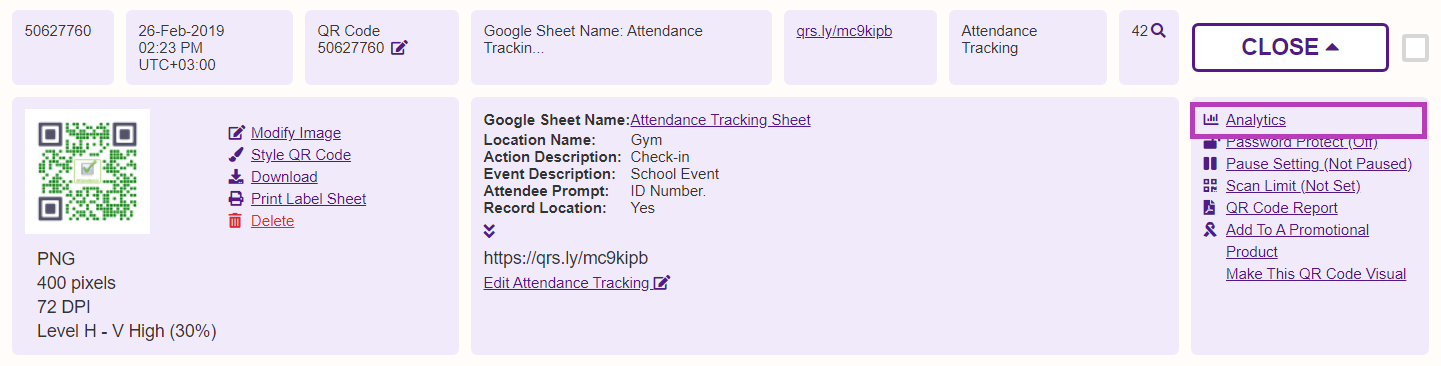 50627760
26-Feb-2019
02:23 PM
UTC+03:00
QR Code
50627760
Google Sheet Name: Attendance
Trackin...
qrs.ly/mc9kipb
Attendance
Tracking
42
CLOSE
Modify Image
Style QR Code
Download
Print Label Sheet
Delete
PNG
400 pixels
72 DPI
Level H - V High (30%)
Google Sheet Name:Attendance Tracking Sheet
Location Name: Gym
Action Description: Check-in
Event Description: School Event
Attendee Prompt: ID Number.
Record Location: Yes
https://qrs.ly/mc9kipb
Edit Attendance Tracking
Analytics
Password Protect (Off)
Pause Setting (Not Paused)
Scan Limit (Not Set)
QR Code Report
Add To A Promotional
Product
Make This QR Code Visual